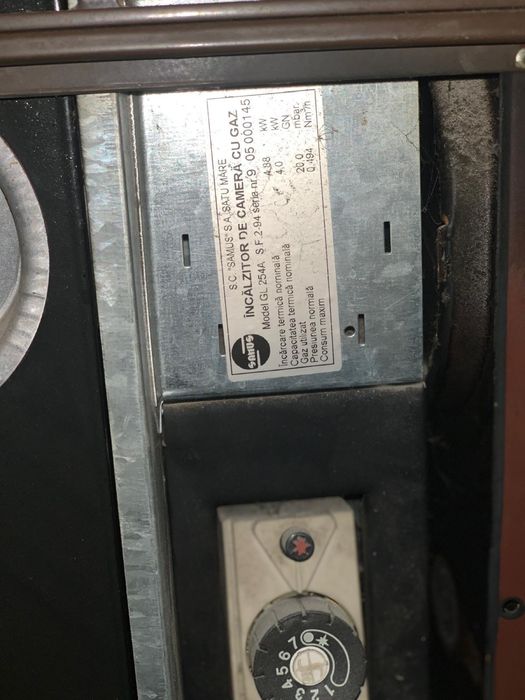 S.C. "SAMUS" S.A. SATU MARE
ÎNCĂLZITOR DE CAMERĂ CU GAZ
Model GL 254A S.F.2-94 seria nr. 9 05 000145
SAMUS
Încărcare termică nominală 4.88 kW
Capacitatea termică nominală 4.0 kW
Gaz utilizat GN
Presiunea normală 20.0 mbar
Consum maxim 0.494 Nm³/h
1 2 3 4 5 6 7